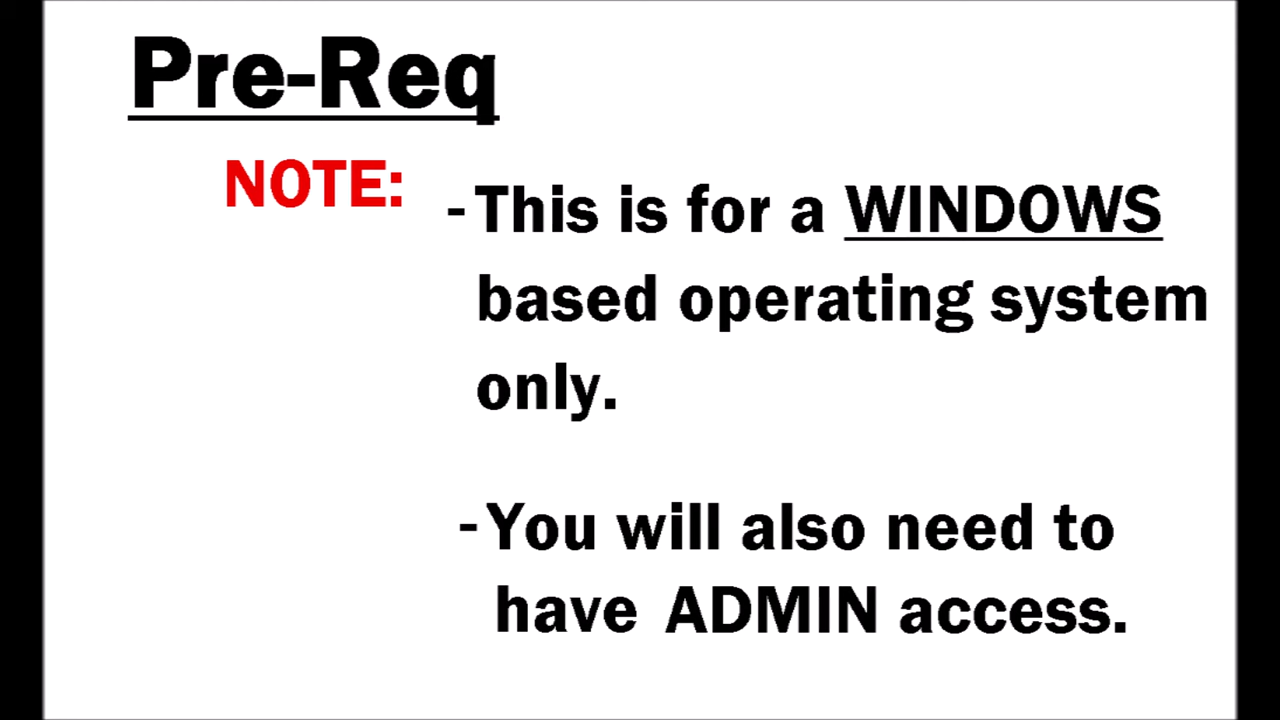 Pre-Req
NOTE:
-This is for a WINDOWS
based operating system
only.
-You will also need to
have ADMIN access.